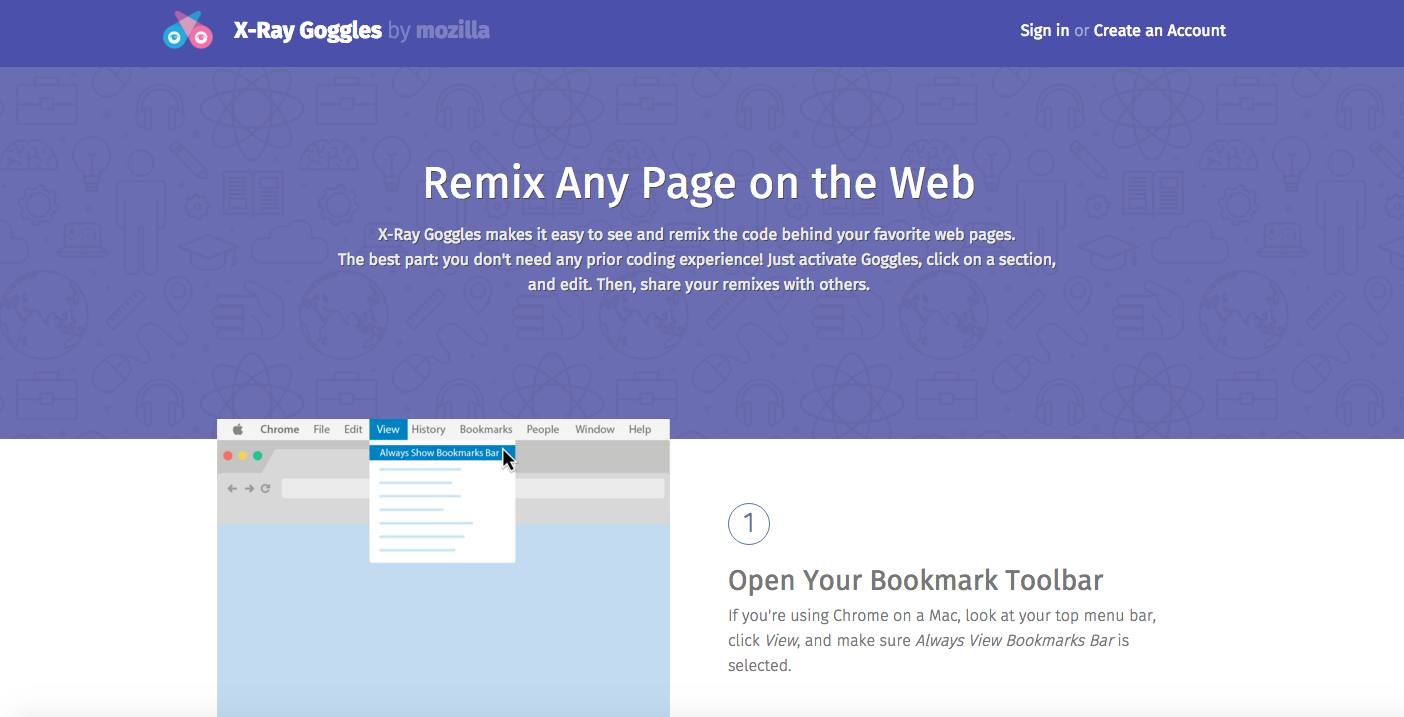 X-Ray Goggles by mozilla
Sign in or Create an Account
Remix Any Page on the Web
X-Ray Goggles makes it easy to see and remix the code behind your favorite web pages.
The best part: you don't need any prior coding experience! Just activate Goggles, click on a section,
and edit. Then, share your remixes with others.
Chrome File Edit View History Bookmarks People Window Help
Always Show Bookmarks Bar
1
Open Your Bookmark Toolbar
If you're using Chrome on a Mac, look at your top menu bar,
click View, and make sure Always View Bookmarks Bar is
selected.